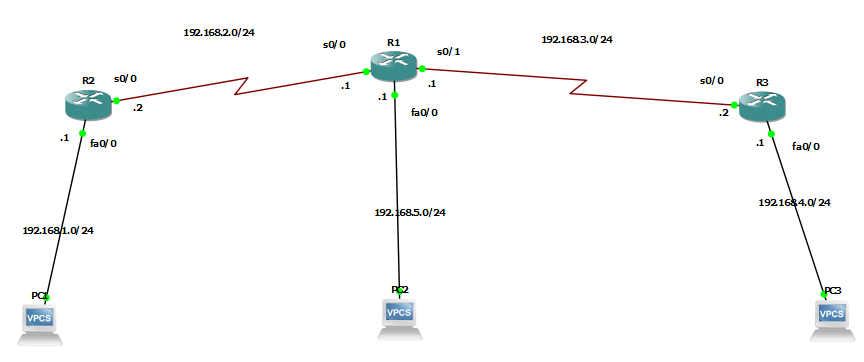 192.168.2.0/24
R1
s0/0
s0/1
192.168.3.0/24
R2
s0/0
.2
.1
.1
.1
fa0/0
s0/0
R3
.2
.1
fa0/0
.1
fa0/0
192.168.1.0/24
192.168.5.0/24
192.168.4.0/24
PC1
VPCS
PC2
VPCS
PC3
VPCS